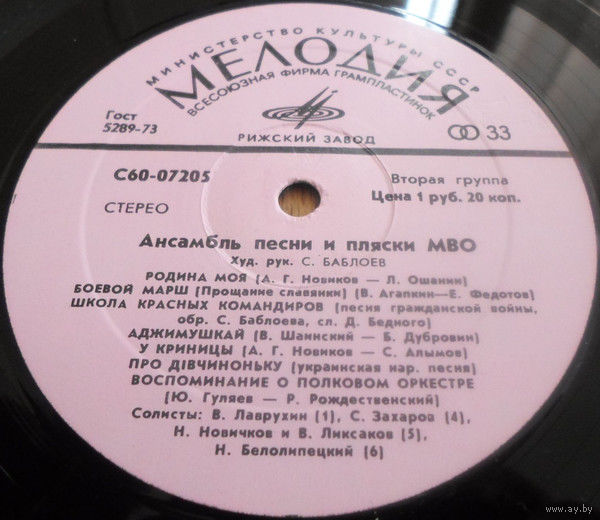 МИНИСТЕРСТВО КУЛЬТУРЫ СССР
МЕЛОДИЯ
ВСЕСОЮЗНАЯ ФИРМА ГРАМПЛАСТИНОК
Гост
5289-73
РИЖСКИЙ ЗАВОД
33
С60-07205
Вторая группа
СТЕРЕО
Цена 1 руб. 20 коп.
Ансамбль песни и пляски МВО
Худ. рук. С. БАБЛОЕВ
РОДИНА МОЯ (А. Г. Новиков — Л. Ошанин)
БОЕВОЙ МАРШ [Прощание славянки] (В. Агапкин—Е. Федотов)
ШКОЛА КРАСНЫХ КОМАНДИРОВ (песня гражданской войны,
обр. С. Баблоева, сл. Д. Бедного)
АДЖИМУШКАЙ (В. Шаинский — Б. Дубровин)
У КРИНИЦЫ (А. Г. Новиков — С. Алымов)
ПРО ДІВЧИНОНЬКУ (украинская нар. песня)
ВОСПОМИНАНИЕ О ПОЛКОВОМ ОРКЕСТРЕ
(Ю. Гуляев — Р. Рождественский)
Солисты: В. Лаврухин (1), С. Захаров (4),
Н. Новичков и В. Ликсаков (5),
Н. Белолипецкий (6)
www.ay.by